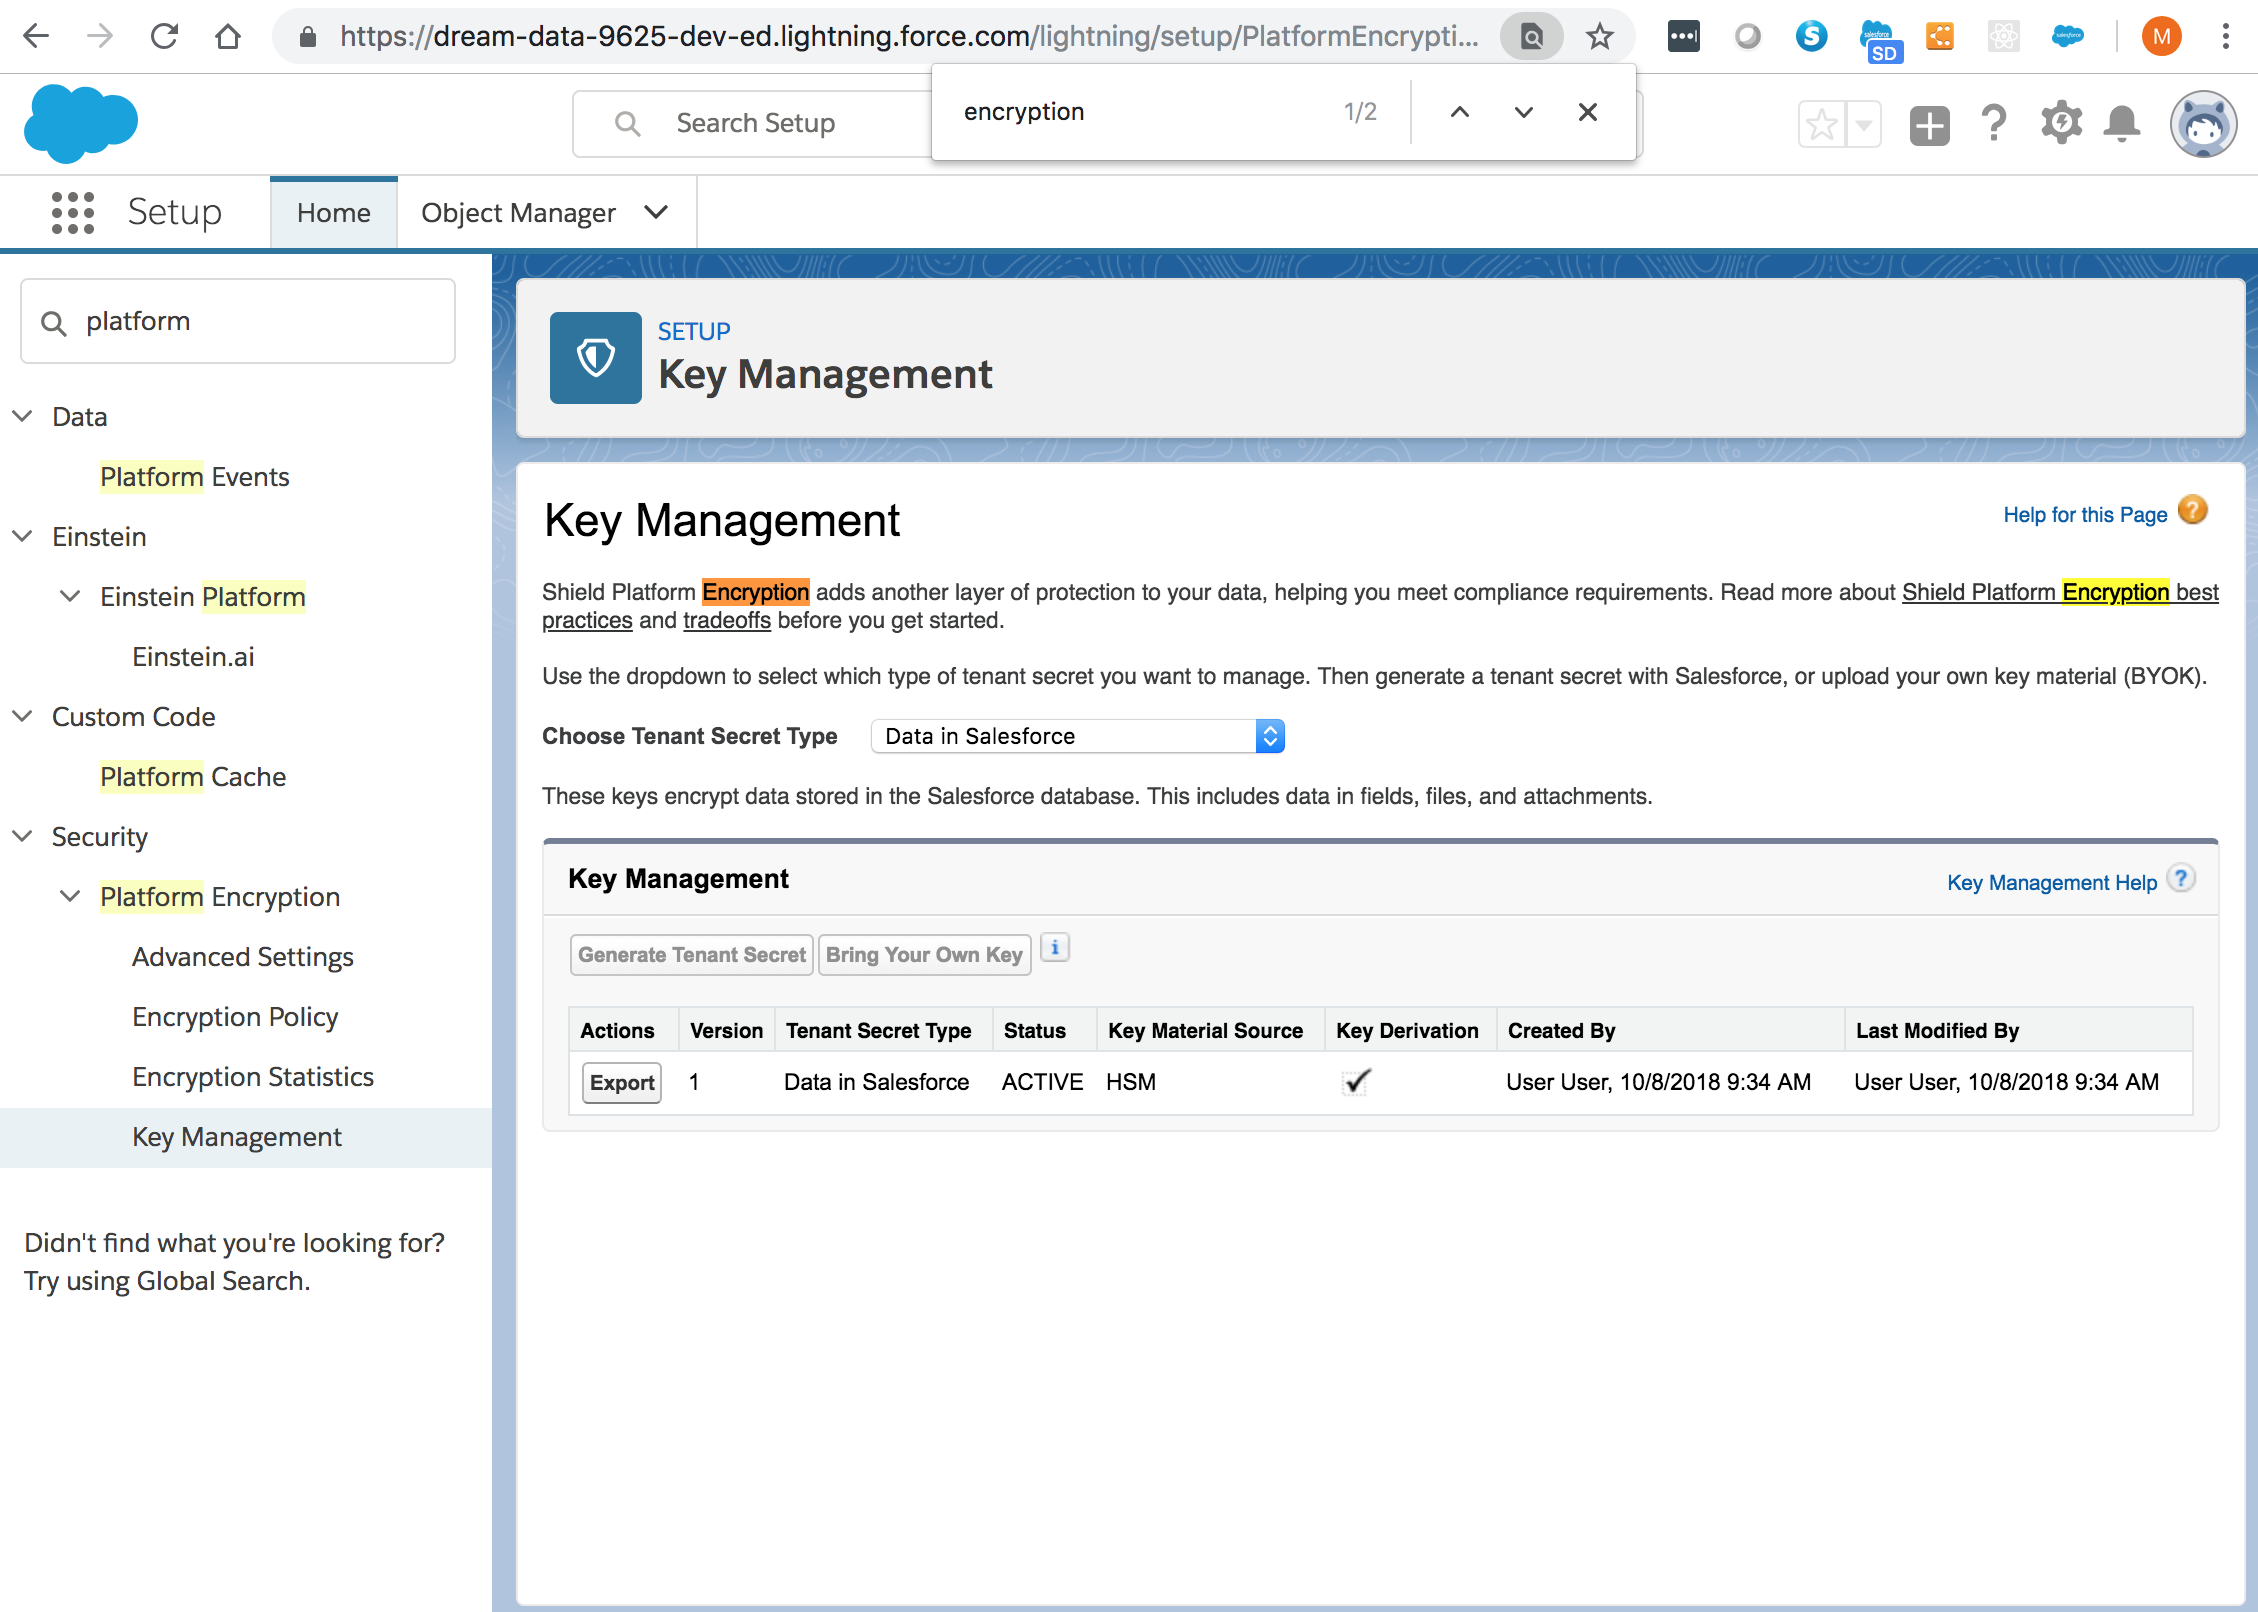 https://dream-data-9625-dev-ed.lightning.force.com/lightning/setup/PlatformEncrypti...
S
salesforce
SD
salesforce
M
encryption
1/2
Search Setup
Setup
Home
Object Manager
platform
Data
Platform Events
Einstein
Einstein Platform
Einstein.ai
Custom Code
Platform Cache
Security
Platform Encryption
Advanced Settings
Encryption Policy
Encryption Statistics
Key Management
Didn't find what you're looking for?
Try using Global Search.
SETUP
Key Management
Key Management
Help for this Page ?
Shield Platform Encryption adds another layer of protection to your data, helping you meet compliance requirements. Read more about Shield Platform Encryption best
practices and tradeoffs before you get started.
Use the dropdown to select which type of tenant secret you want to manage. Then generate a tenant secret with Salesforce, or upload your own key material (BYOK).
Choose Tenant Secret Type Data in Salesforce
These keys encrypt data stored in the Salesforce database. This includes data in fields, files, and attachments.
Key Management
Key Management Help ?
Generate Tenant Secret Bring Your Own Key i
Actions Version Tenant Secret Type Status Key Material Source Key Derivation Created By Last Modified By
Export 1 Data in Salesforce ACTIVE HSM User User, 10/8/2018 9:34 AM User User, 10/8/2018 9:34 AM